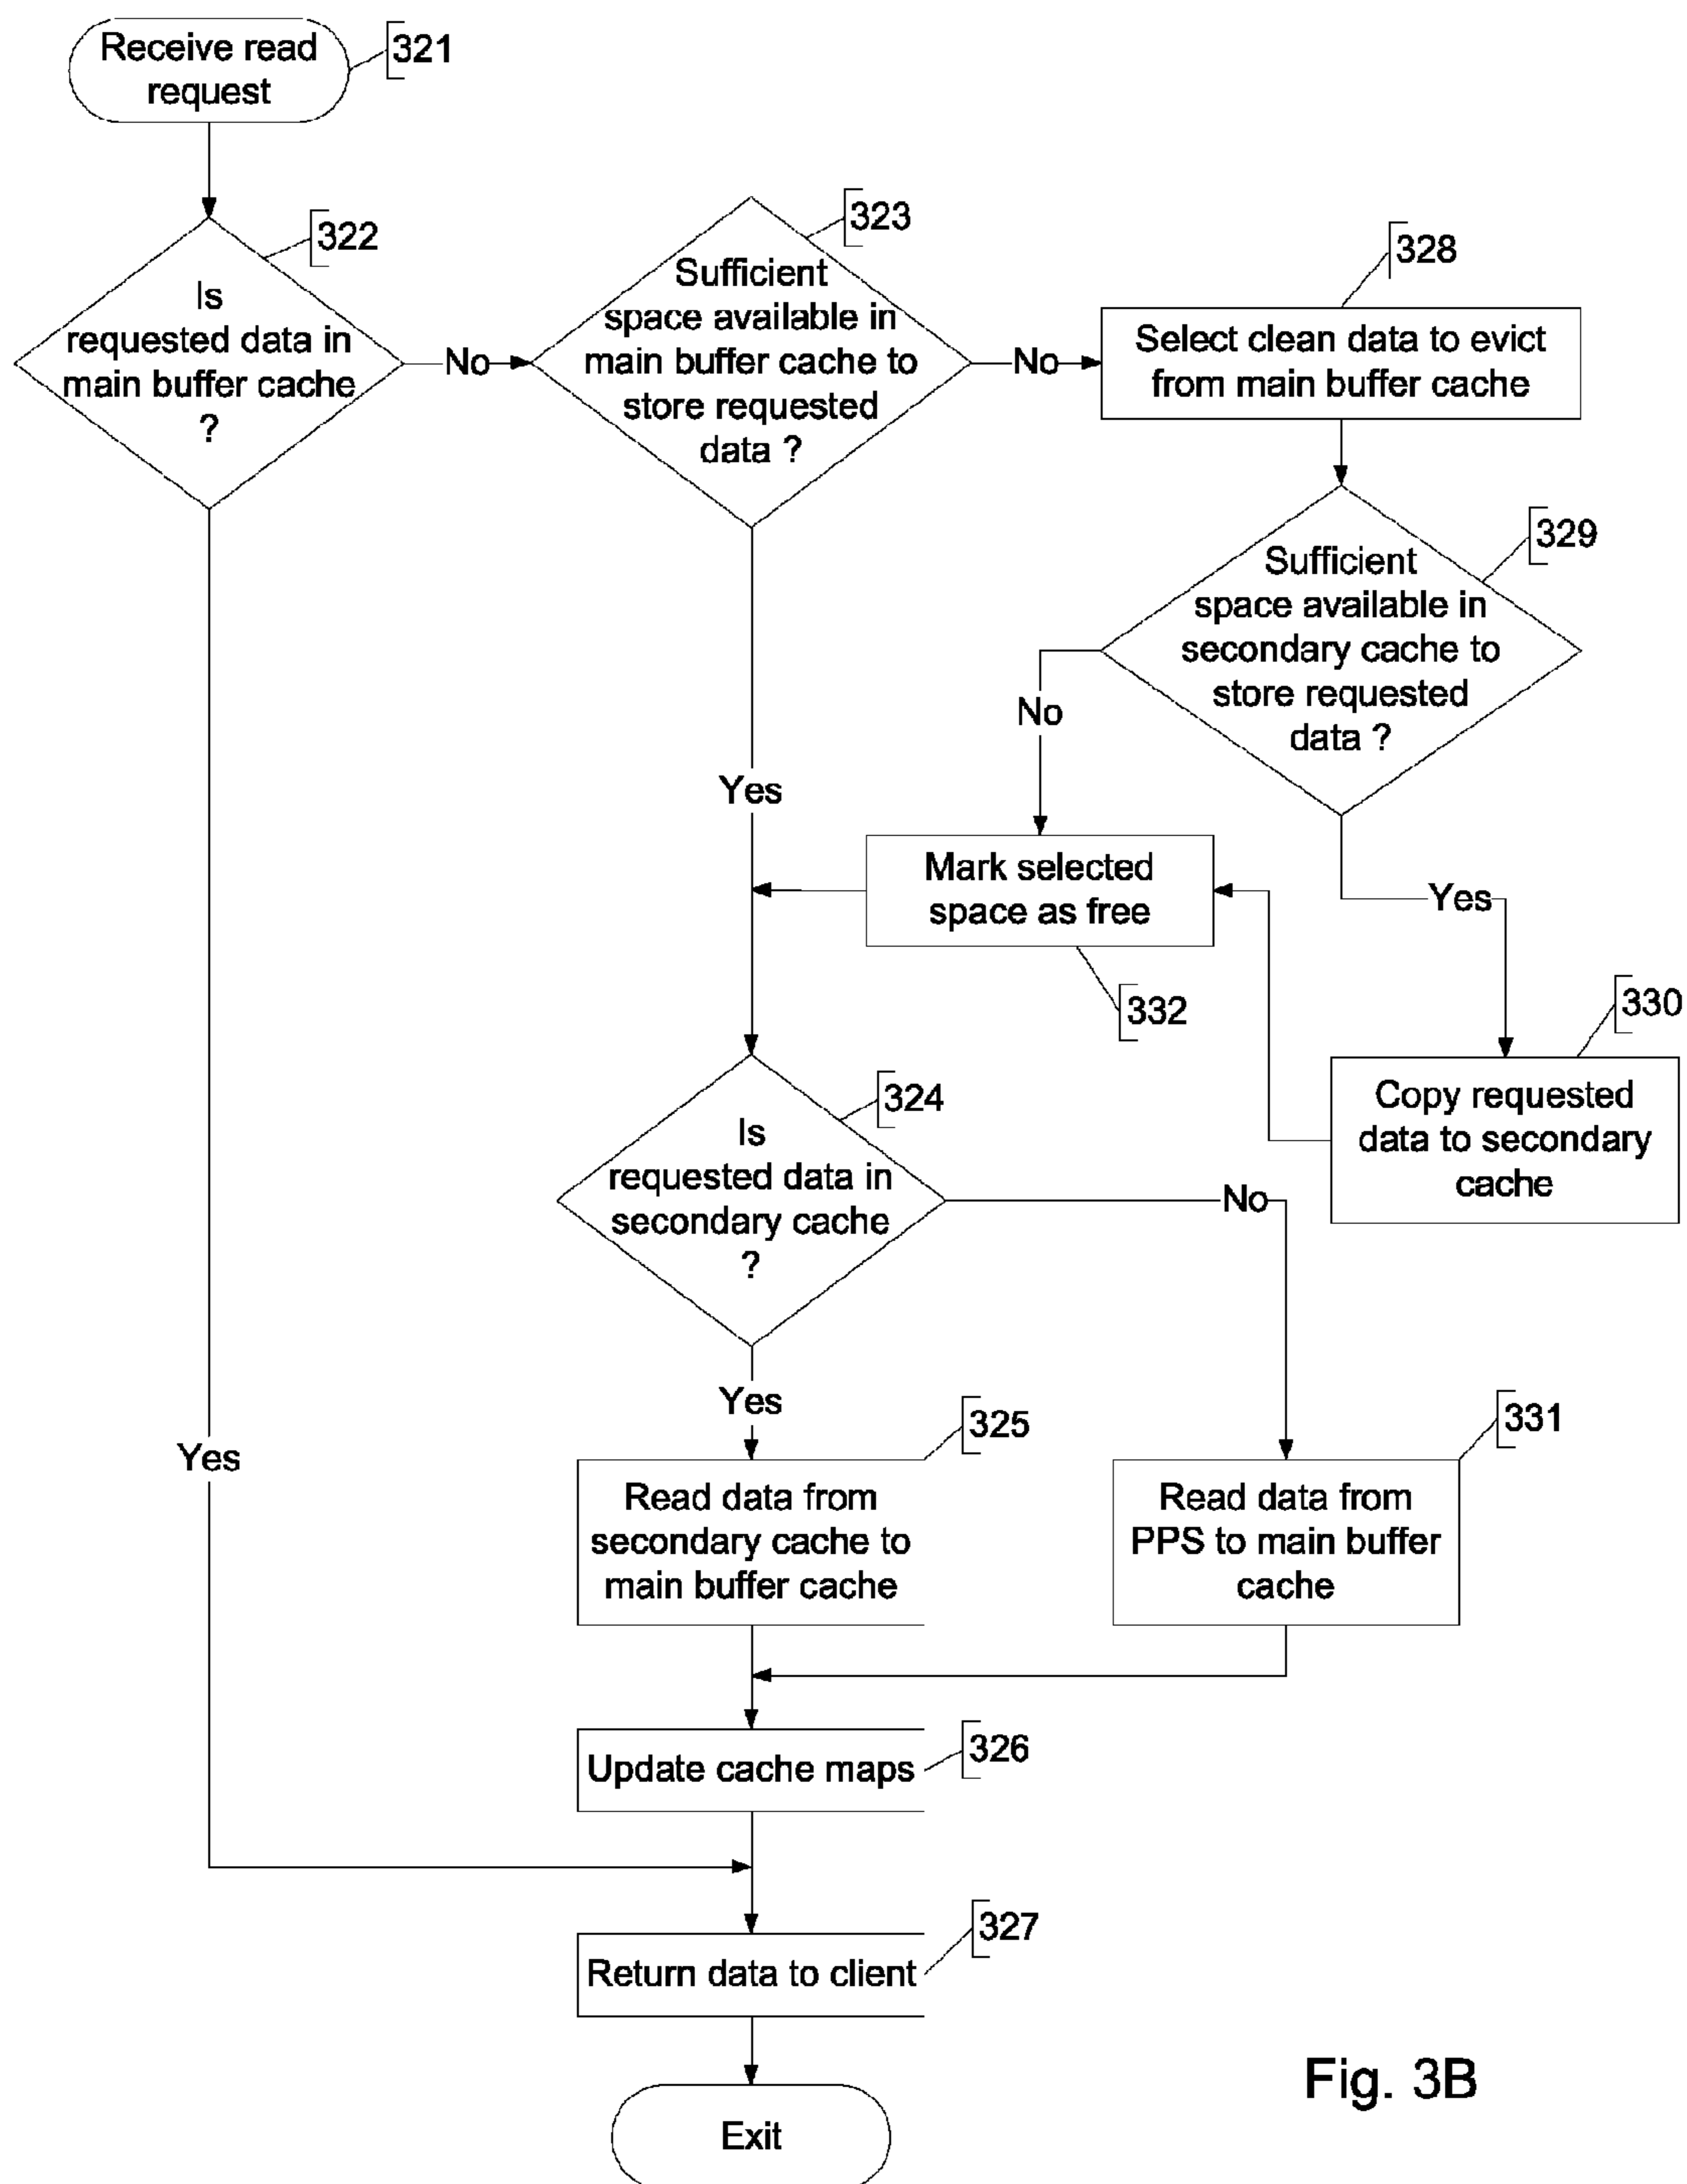 Receive read
request
321
Is
requested data in
main buffer cache
?
322
No
Yes
Sufficient
space available in
main buffer cache to
store requested
data ?
323
No
Yes
Select clean data to evict
from main buffer cache
328
Sufficient
space available in
secondary cache to
store requested
data ?
329
No
Yes
Mark selected
space as free
332
Copy requested
data to secondary
cache
330
Is
requested data in
secondary cache
?
324
No
Yes
Read data from
secondary cache to
main buffer cache
325
Read data from
PPS to main buffer
cache
331
Update cache maps
326
Return data to client
327
Exit
Fig. 3B